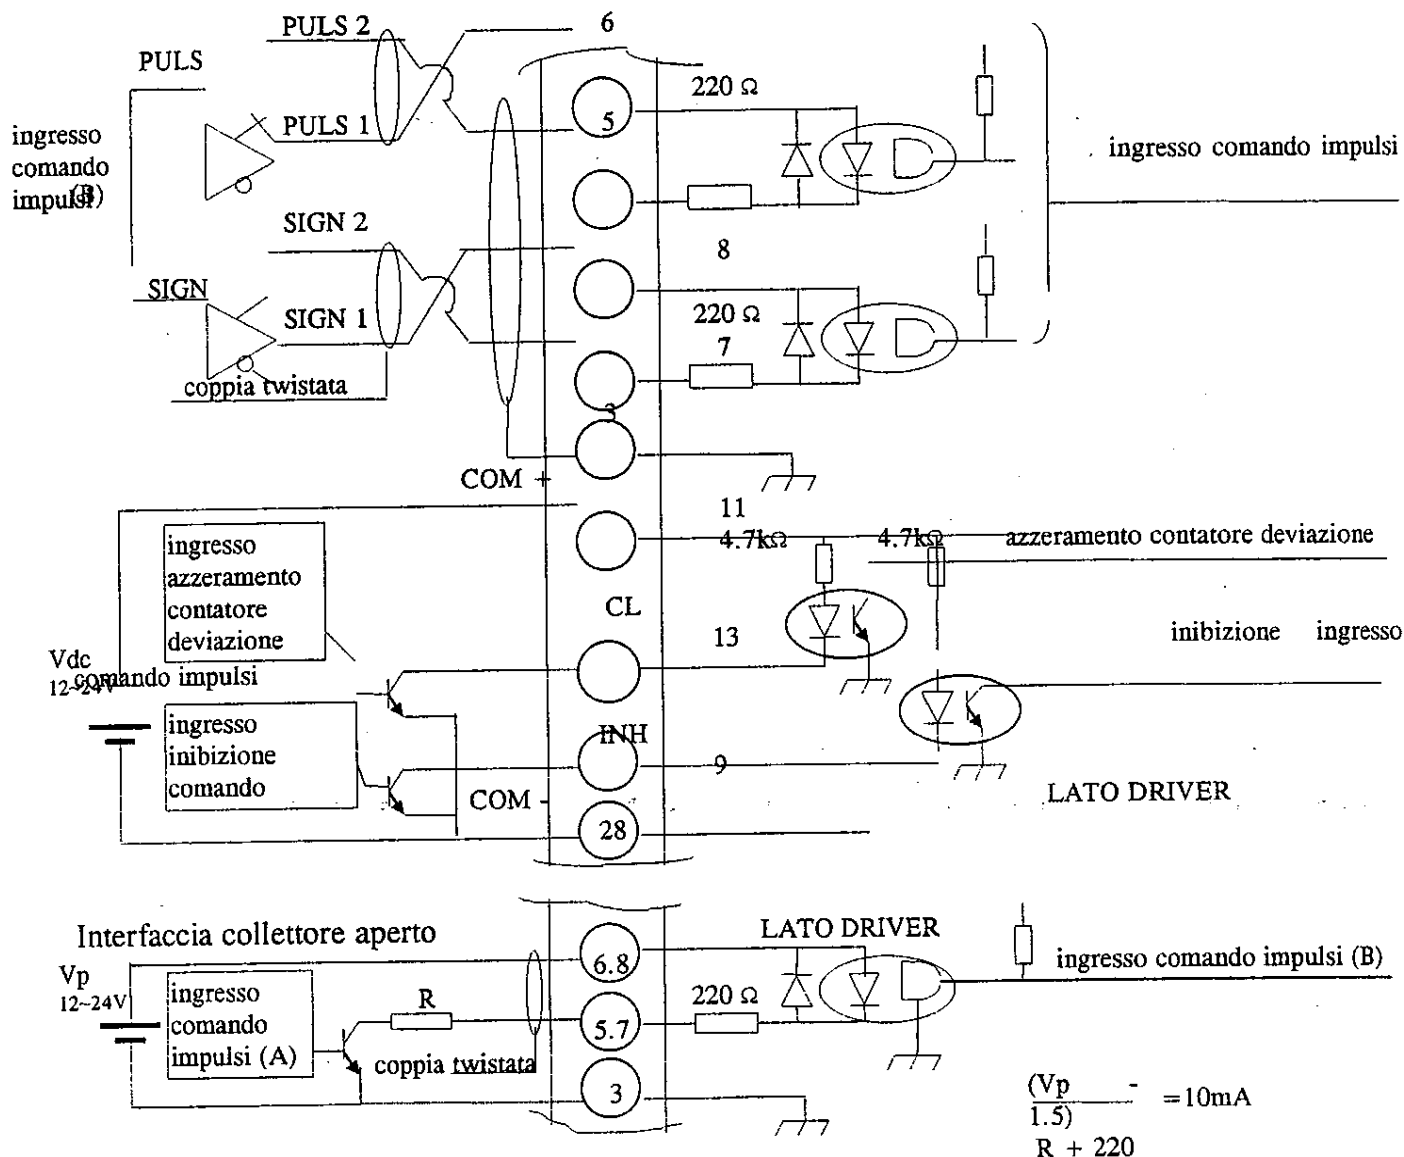 PULS 2
6
PULS
220 Ω
PULS 1
5
ingresso
comando
impulsi
(B)
ingresso comando impulsi
SIGN 2
8
SIGN
SIGN 1
220 Ω
7
coppia twistata
3
COM +
11
4.7kΩ
4.7kΩ
azzeramento contatore deviazione
ingresso
azzeramento
contatore
deviazione
CL
13
inibizione ingresso
Vdc
12~24V
comando impulsi
ingresso
inibizione
comando
INH
9
COM -
28
LATO DRIVER
Interfaccia collettore aperto
LATO DRIVER
6.8
ingresso comando impulsi (B)
Vp
12~24V
ingresso
comando
impulsi (A)
R
220 Ω
5.7
coppia twistata
3
(Vp -
1.5)
=10mA
R + 220